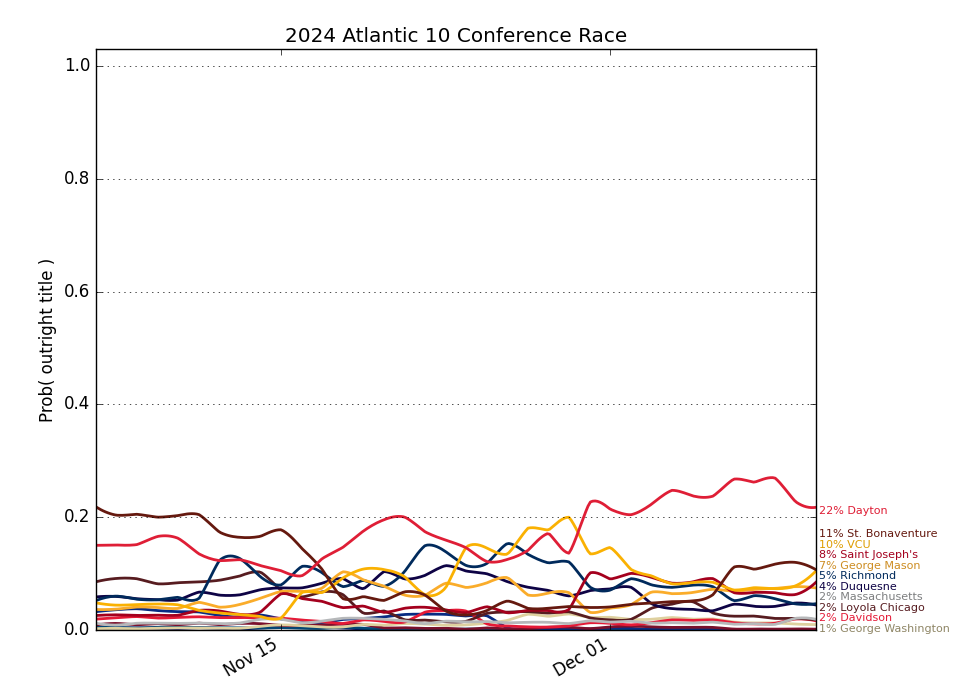 2024 Atlantic 10 Conference Race
Prob( outright title )
1.0
0.8
0.6
0.4
0.2
0.0
Nov 15
Dec 01
22% Dayton
11% St. Bonaventure
10% VCU
8% Saint Joseph's
7% George Mason
5% Richmond
4% Duquesne
2% Massachusetts
2% Loyola Chicago
2% Davidson
1% George Washington